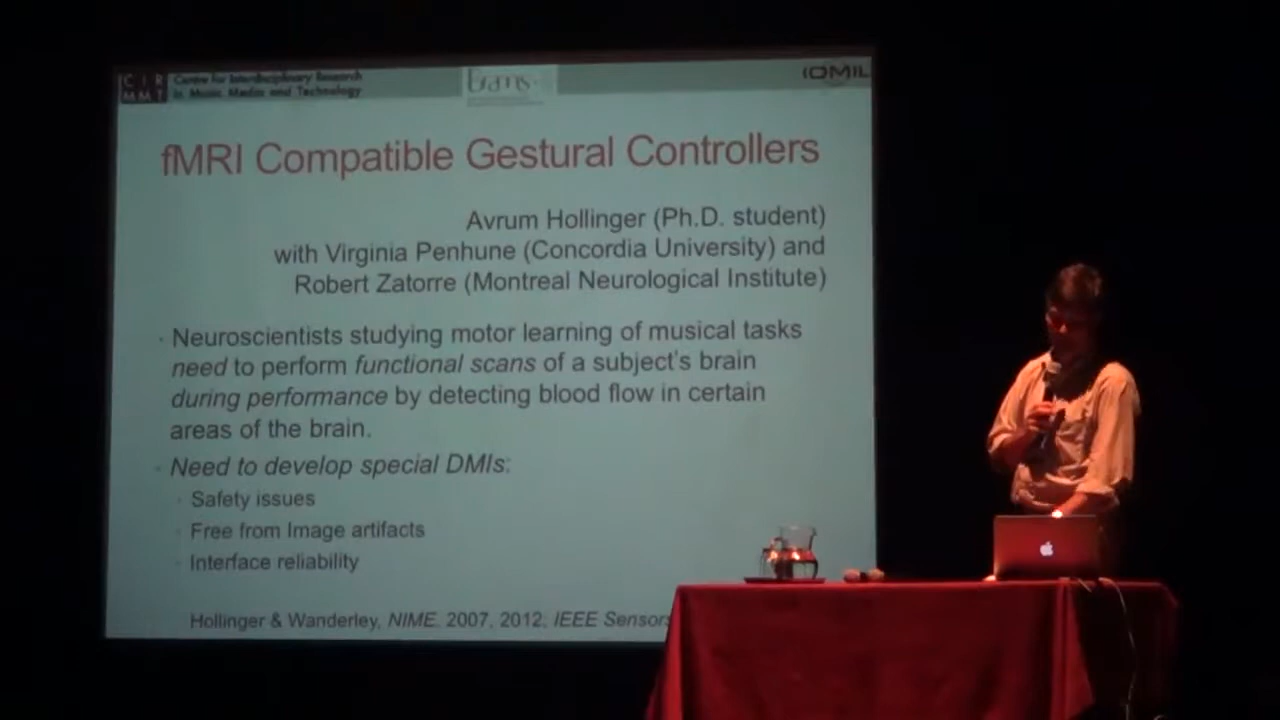 CIR
MMT
Centre for Interdisciplinary Research
in Music Media and Technology
Brams
IDMIL
fMRI Compatible Gestural Controllers
Avrum Hollinger (Ph.D. student)
with Virginia Penhune (Concordia University) and
Robert Zatorre (Montreal Neurological Institute)
· Neuroscientists studying motor learning of musical tasks
need to perform functional scans of a subject's brain
during performance by detecting blood flow in certain
areas of the brain.
· Need to develop special DMIs:
· Safety issues
· Free from Image artifacts
· Interface reliability
Hollinger & Wanderley, NIME. 2007, 2012; IEEE Sensors